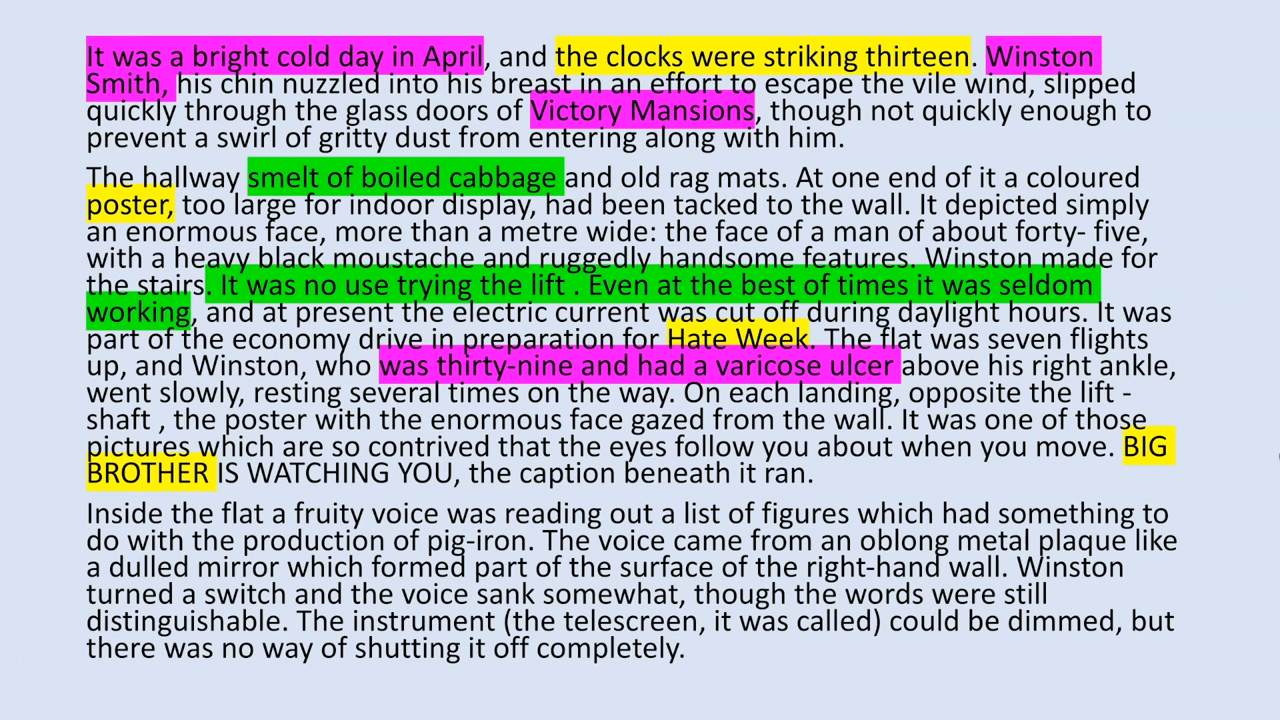 It was a bright cold day in April, and the clocks were striking thirteen. Winston
Smith, his chin nuzzled into his breast in an effort to escape the vile wind, slipped
quickly through the glass doors of Victory Mansions, though not quickly enough to
prevent a swirl of gritty dust from entering along with him.
The hallway smelt of boiled cabbage and old rag mats. At one end of it a coloured
poster, too large for indoor display, had been tacked to the wall. It depicted simply
an enormous face, more than a metre wide: the face of a man of about forty- five,
with a heavy black moustache and ruggedly handsome features. Winston made for
the stairs. It was no use trying the lift . Even at the best of times it was seldom
working, and at present the electric current was cut off during daylight hours. It was
part of the economy drive in preparation for Hate Week. The flat was seven flights
up, and Winston, who was thirty-nine and had a varicose ulcer above his right ankle,
went slowly, resting several times on the way. On each landing, opposite the lift -
shaft , the poster with the enormous face gazed from the wall. It was one of those
pictures which are so contrived that the eyes follow you about when you move. BIG
BROTHER IS WATCHING YOU, the caption beneath it ran.
Inside the flat a fruity voice was reading out a list of figures which had something to
do with the production of pig-iron. The voice came from an oblong metal plaque like
a dulled mirror which formed part of the surface of the right-hand wall. Winston
turned a switch and the voice sank somewhat, though the words were still
distinguishable. The instrument (the telescreen, it was called) could be dimmed, but
there was no way of shutting it off completely.